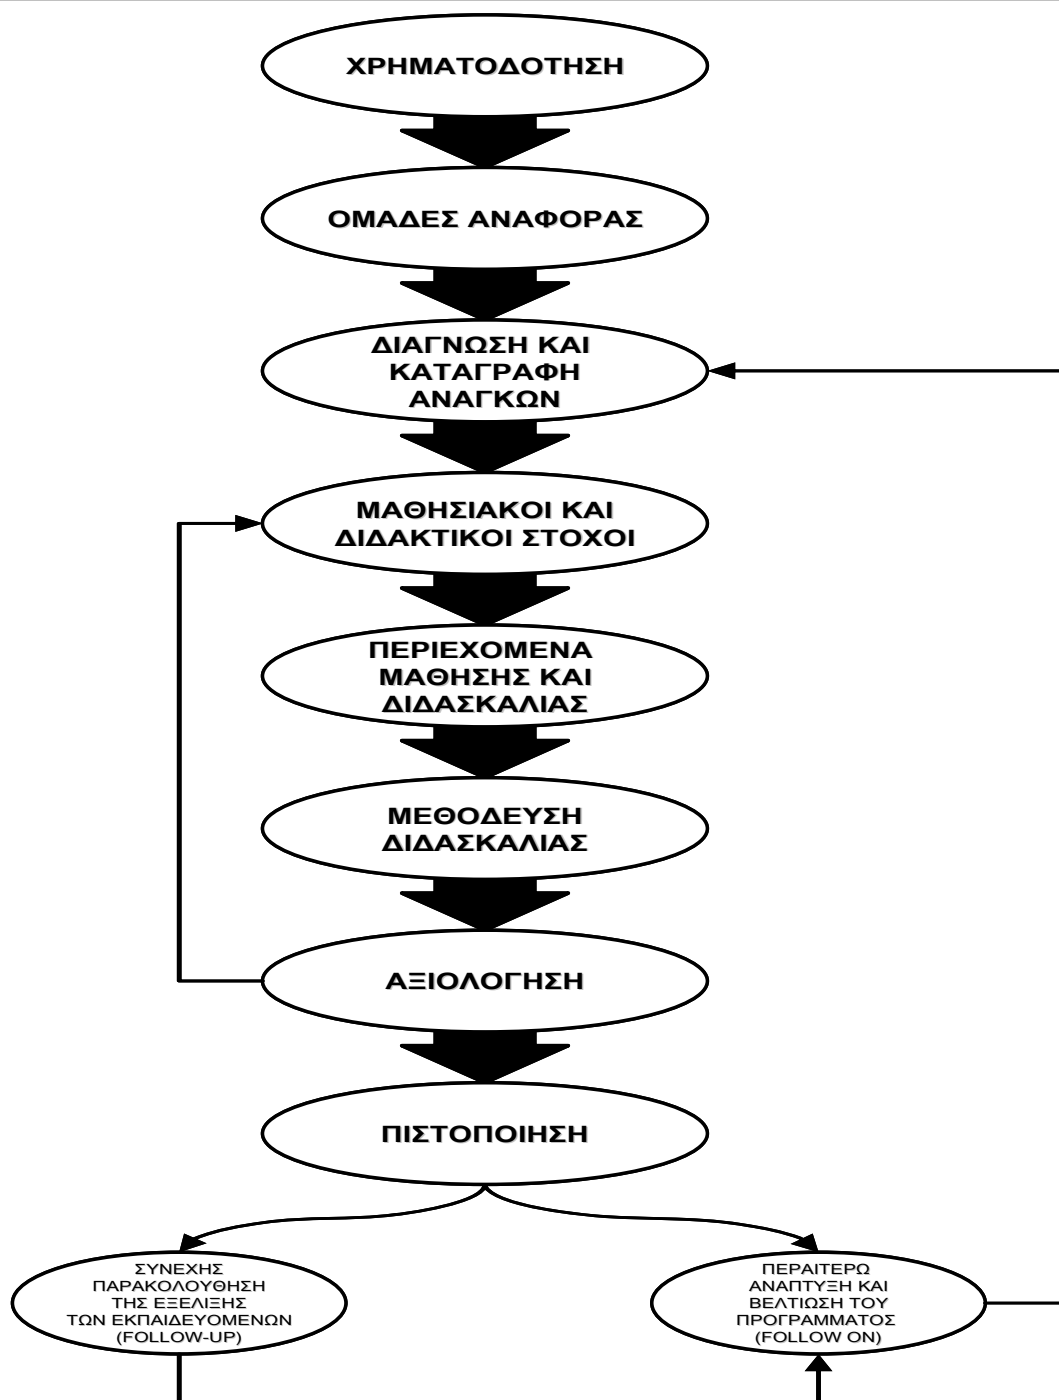 ΧΡΗΜΑΤΟΔΟΤΗΣΗ
ΟΜΑΔΕΣ ΑΝΑΦΟΡΑΣ
ΔΙΑΓΝΩΣΗ ΚΑΙ
ΚΑΤΑΓΡΑΦΗ
ΑΝΑΓΚΩΝ
ΜΑΘΗΣΙΑΚΟΙ ΚΑΙ
ΔΙΔΑΚΤΙΚΟΙ ΣΤΟΧΟΙ
ΠΕΡΙΕΧΟΜΕΝΑ
ΜΑΘΗΣΗΣ ΚΑΙ
ΔΙΔΑΣΚΑΛΙΑΣ
ΜΕΘΟΔΕΥΣΗ
ΔΙΔΑΣΚΑΛΙΑΣ
ΑΞΙΟΛΟΓΗΣΗ
ΠΙΣΤΟΠΟΙΗΣΗ
ΣΥΝΕΧΗΣ
ΠΑΡΑΚΟΛΟΥΘΗΣΗ
ΤΗΣ ΕΞΕΛΙΞΗΣ
ΤΩΝ ΕΚΠΑΙΔΕΥΟΜΕΝΩΝ
(FOLLOW-UP)
ΠΕΡΑΙΤΕΡΩ
ΑΝΑΠΤΥΞΗ ΚΑΙ
ΒΕΛΤΙΩΣΗ ΤΟΥ
ΠΡΟΓΡΑΜΜΑΤΟΣ
(FOLLOW ON)